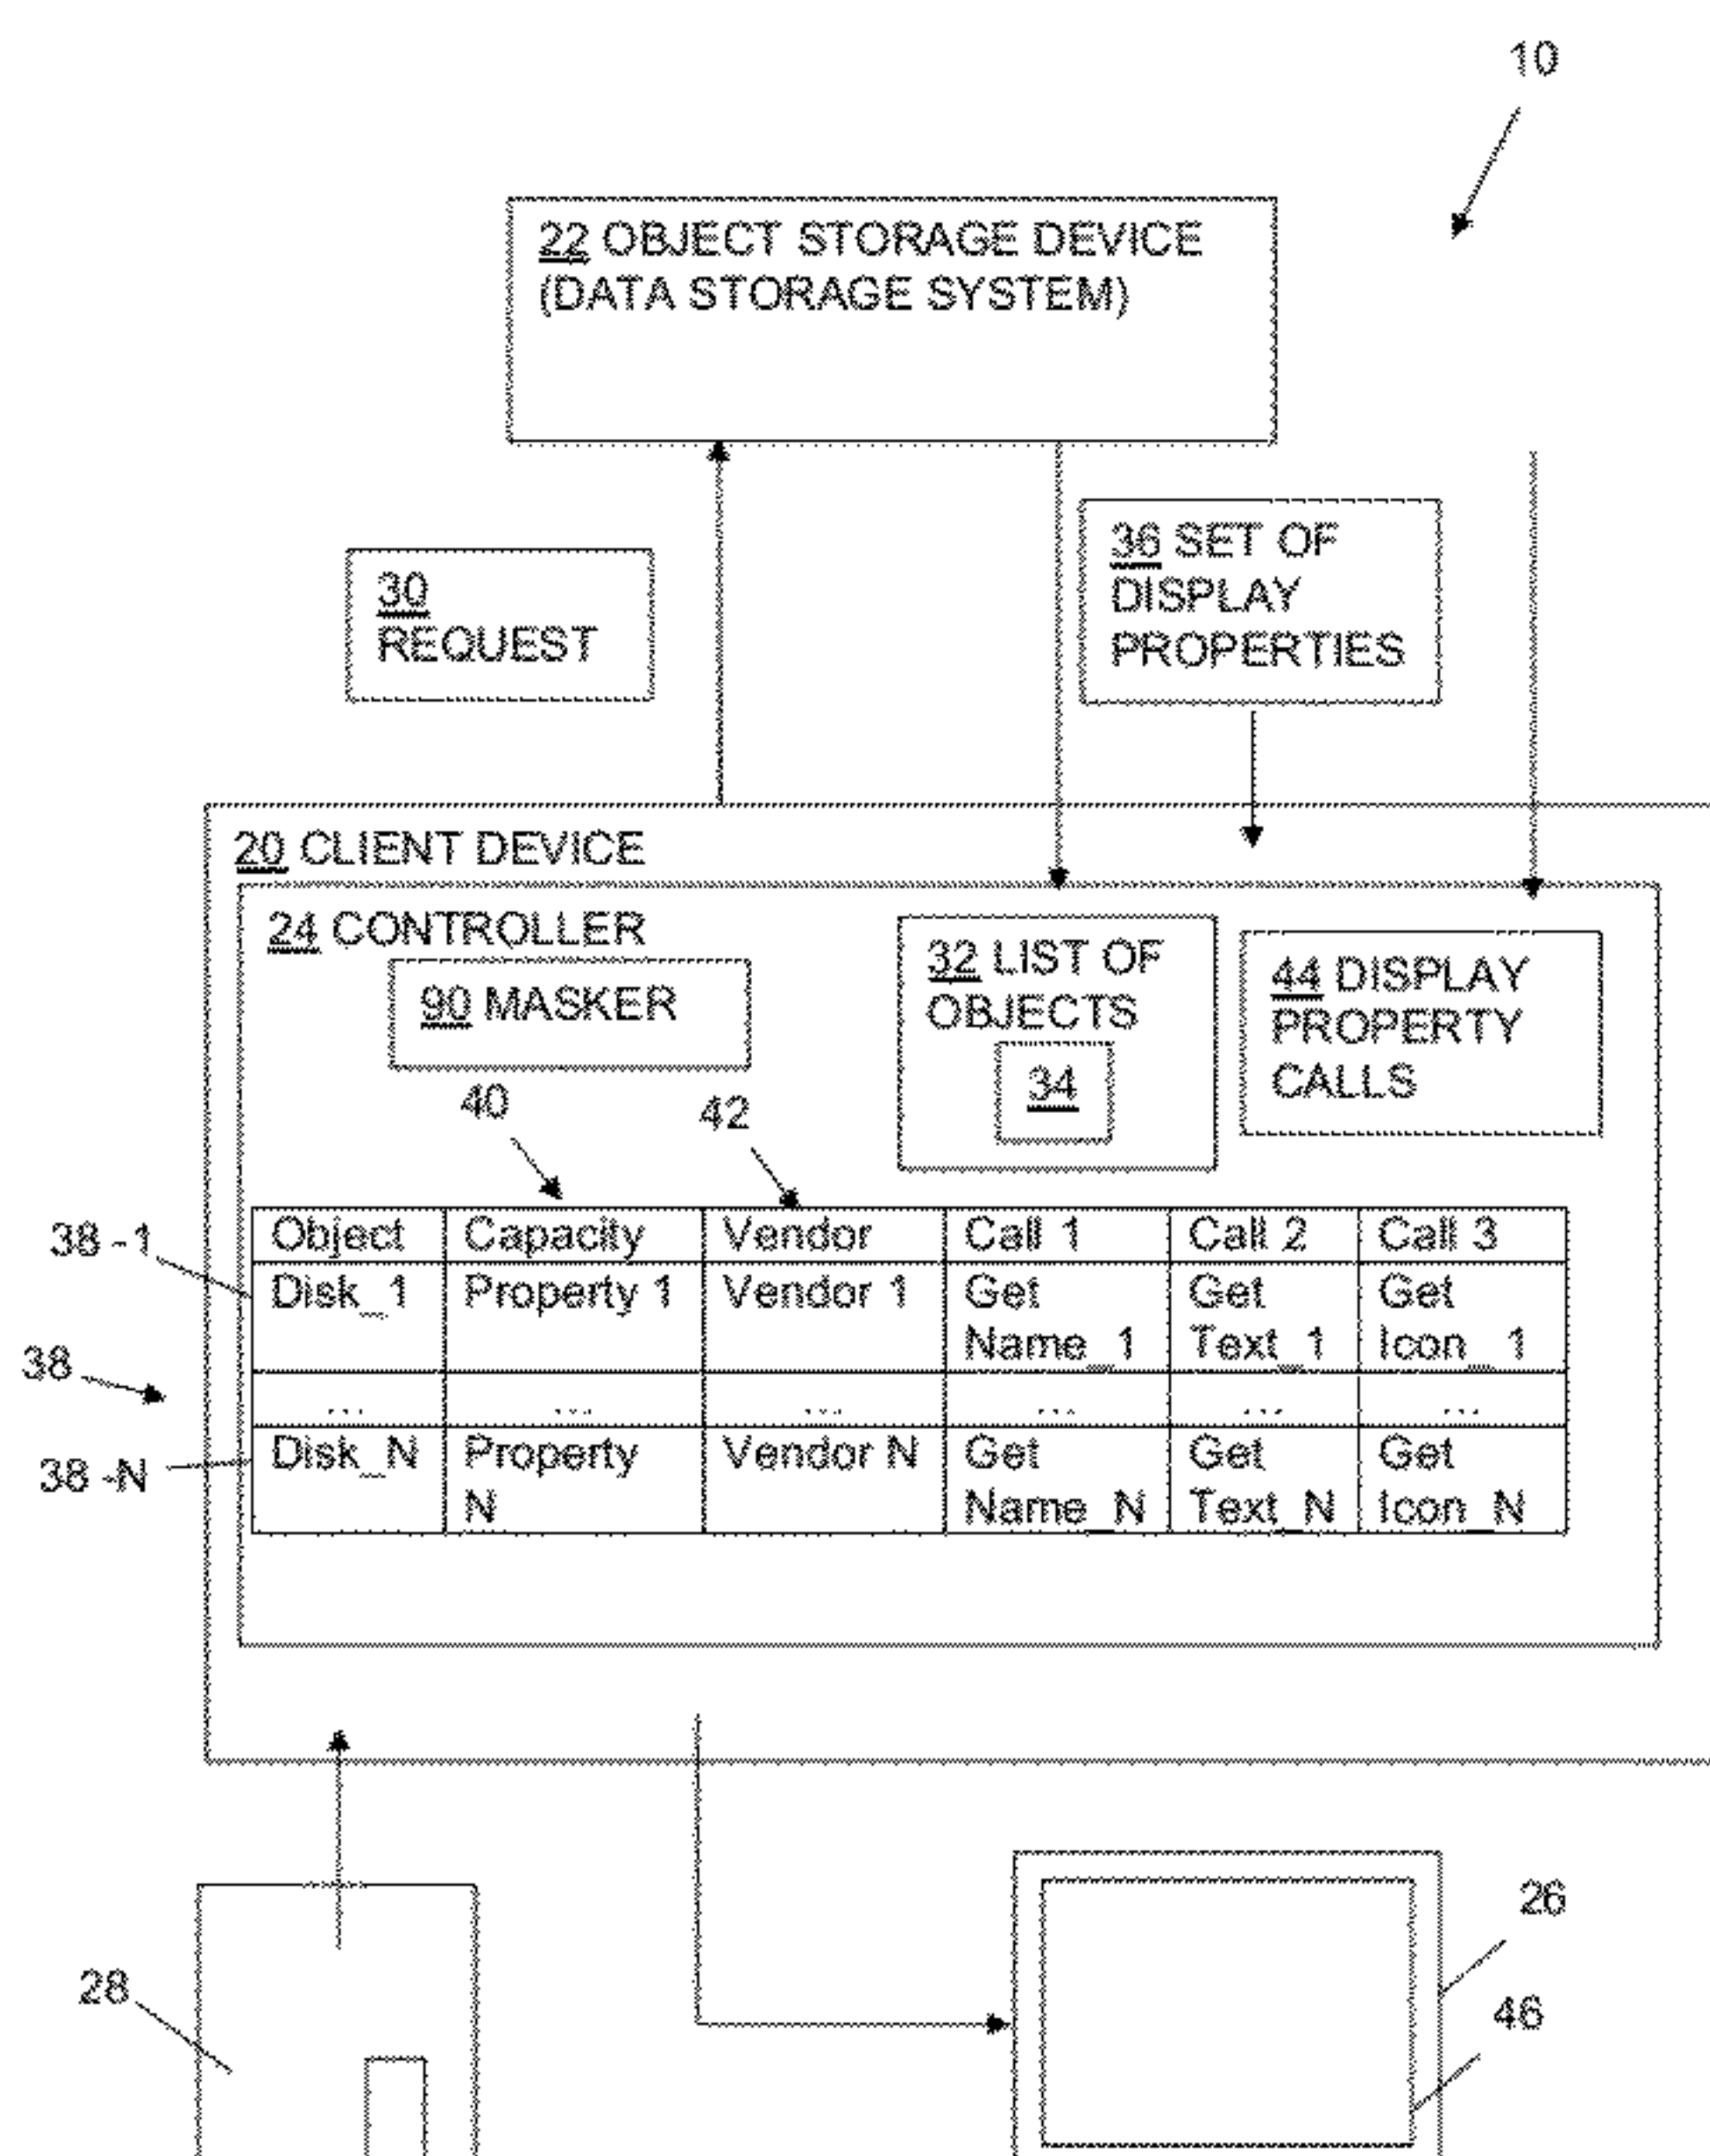 10
22 OBJECT STORAGE DEVICE
(DATA STORAGE SYSTEM)
36 SET OF
DISPLAY
PROPERTIES
30
REQUEST
20 CLIENT DEVICE
24 CONTROLLER
90 MASKER
32 LIST OF
OBJECTS
34
44 DISPLAY
PROPERTY
CALLS
40
42
38 -1
Object Capacity Vendor Call 1 Call 2 Call 3
Disk_1 Property 1 Vendor 1 Get Get Get
Name_1 Text_1 Icon_1
38
... ... ... ... ... ...
38 -N
Disk_N Property Vendor N Get Get Get
N Name_N Text_N Icon_N
26
28
46